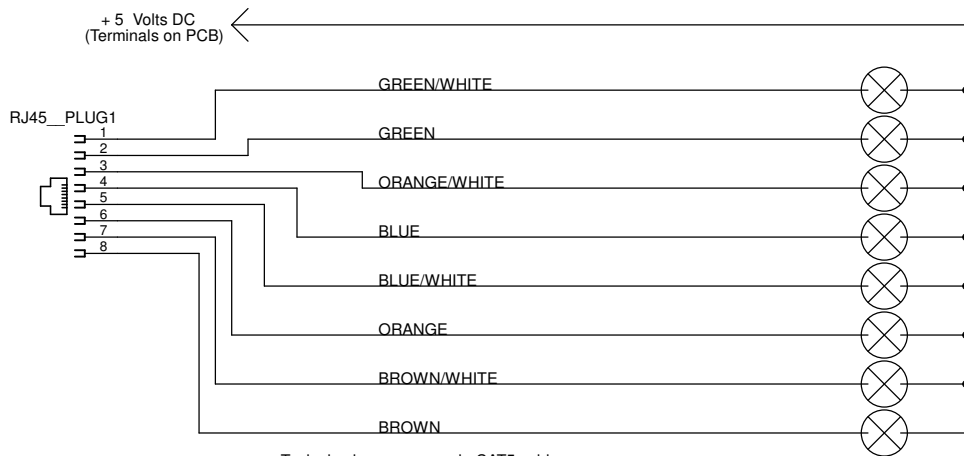 + 5 Volts DC
(Terminals on PCB)
RJ45__PLUG1
1
2
3
4
5
6
7
8
GREEN/WHITE
GREEN
ORANGE/WHITE
BLUE
BLUE/WHITE
ORANGE
BROWN/WHITE
BROWN